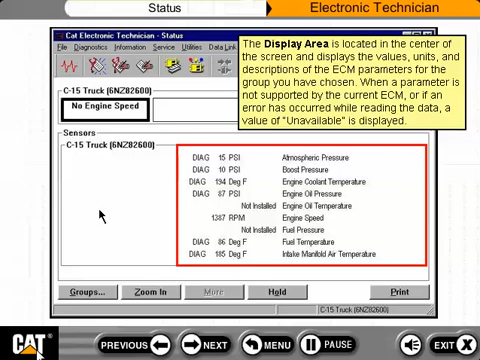 Status
Electronic Technician
Cat Electronic Technician - Status
File Diagnostics Information Service
The Display Area is located in the center of
the screen and displays the values, units, and
descriptions of the ECM parameters for the
group you have chosen. When a parameter is
not supported by the current ECM, or if an
error has occurred while reading the data, a
value of "Unavailable" is displayed.
C-15 Truck (6NZ82600)
No Engine Speed
Sensors
C-15 Truck (6NZ82600)
DIAG 15 PSI Atmospheric Pressure
DIAG 10 PSI Boost Pressure
DIAG 194 Deg F Engine Coolant Temperature
DIAG 87 PSI Engine Oil Pressure
Not Installed Engine Oil Temperature
1387 RPM Engine Speed
Not Installed Fuel Pressure
DIAG 86 Deg F Fuel Temperature
DIAG 185 Deg F Intake Manifold Air Temperature
Groups... Zoom In More Hold Print
C-15 Truck (6NZ82600)
CAT PREVIOUS NEXT MENU PAUSE EXIT